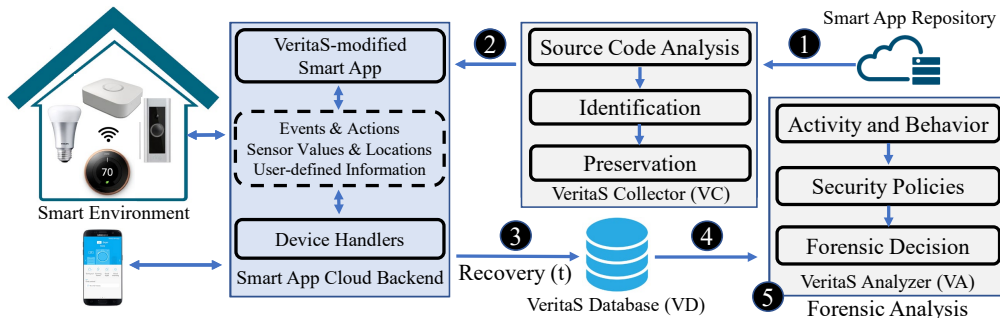 VeritaS-modified
Smart App
Events & Actions
Sensor Values & Locations
User-defined Information
Device Handlers
Smart App Cloud Backend
70
Smart Environment
2
Source Code Analysis
Identification
Preservation
VeritaS Collector (VC)
1
Smart App Repository
Activity and Behavior
Security Policies
Forensic Decision
VeritaS Analyzer (VA)
3
Recovery (t)
VeritaS Database (VD)
4
5
Forensic Analysis